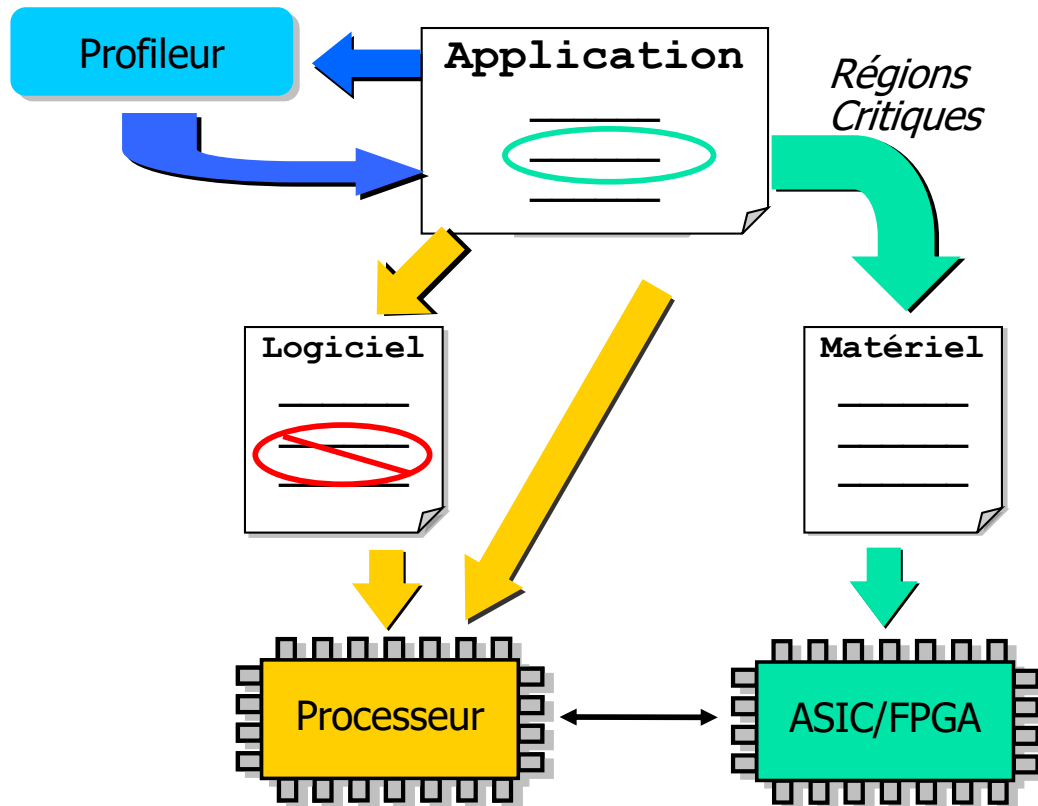 Profileur
Application
Régions
Critiques
Logiciel
Matériel
Processeur
ASIC/FPGA